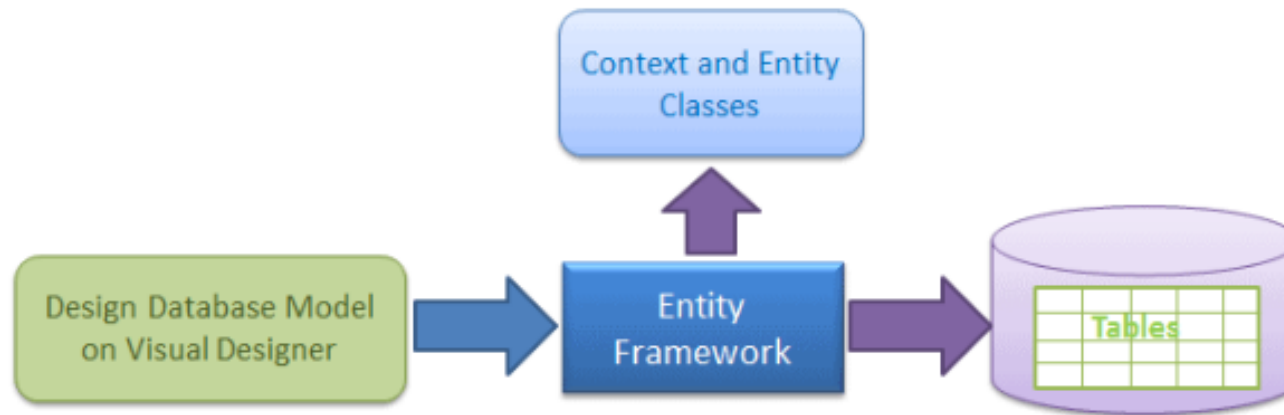 Context and Entity
Classes
Design Database Model
on Visual Designer
Entity
Framework
Tables